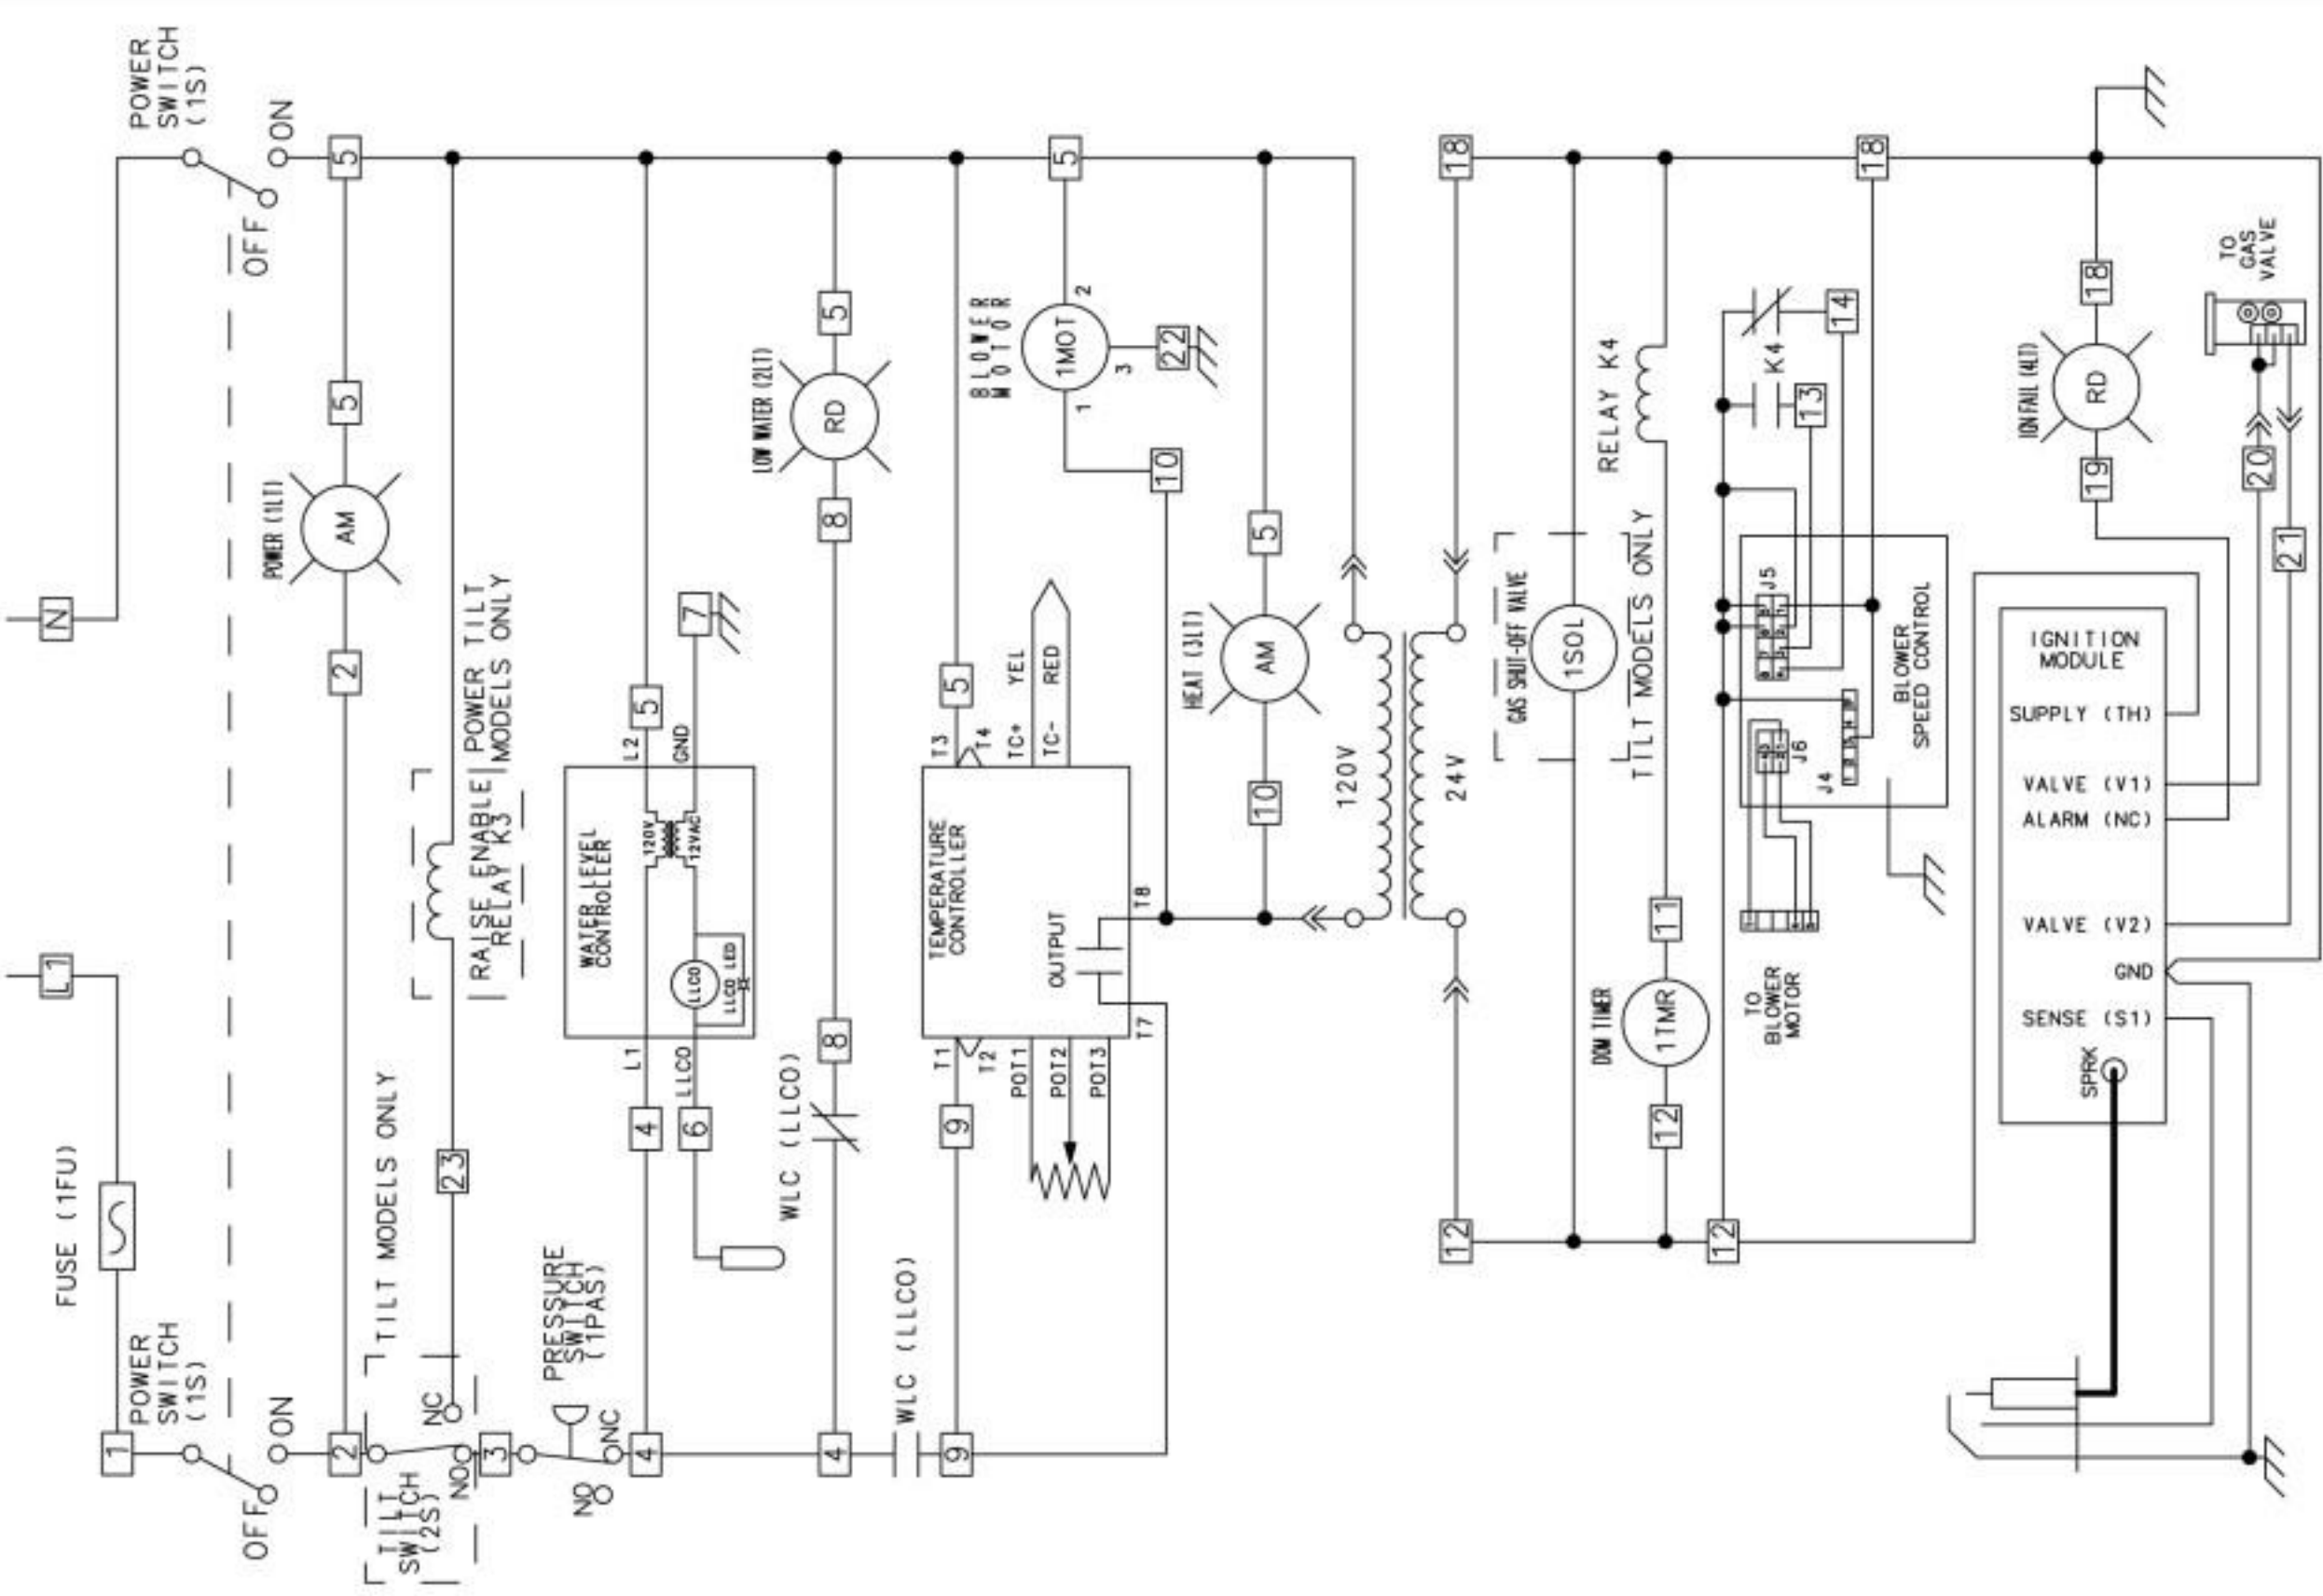 L1
N
FUSE (1FU)
1
POWER
SWITCH
(1S)
POWER
SWITCH
(1S)
OFF
ON
OFF
ON
POWER (1LT)
2
2
AM
5
5
TILT MODELS ONLY
TILT
SWITCH
(2S)
NC
NO
23
RAISE ENABLE
RELAY K3
POWER TILT
MODELS ONLY
3
PRESSURE
SWITCH
(1PAS)
NC
NO
WATER LEVEL
CONTROLLER
4
4
L1
120V
12VAC
L2
5
6
LLCO
LLCO
LLCO LED
GND
7
WLC (LLCO)
LOW WATER (2LT)
4
8
8
RD
5
WLC (LLCO)
TEMPERATURE
CONTROLLER
9
9
T1
T2
T3
T4
5
POT1
POT2
POT3
TC+
YEL
TC-
RED
OUTPUT
T7
T8
BLOWER
MOTOR
10
1
1MOT
2
5
3
22
HEAT (3LT)
10
AM
5
120V
24V
12
18
GAS SHUT-OFF VALVE
1SOL
TILT MODELS ONLY
DOM TIMER
12
1TMR
11
RELAY K4
12
K4
13
14
18
TO
BLOWER
MOTOR
J4
J5
J6
BLOWER
SPEED CONTROL
IGNITION
MODULE
SUPPLY (TH)
VALVE (V1)
ALARM (NC)
VALVE (V2)
GND
SENSE (S1)
SPRK
IGN FAIL (4LT)
19
RD
18
20
21
TO
GAS
VALVE